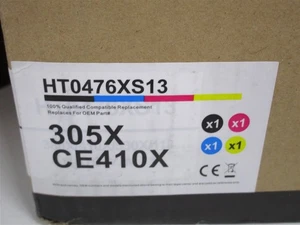 HT0476XS13
100% Qualified Compatible Replacement
Replaces for OEM Part#
305X
CE410X
x1 x1
x1 x1
CE